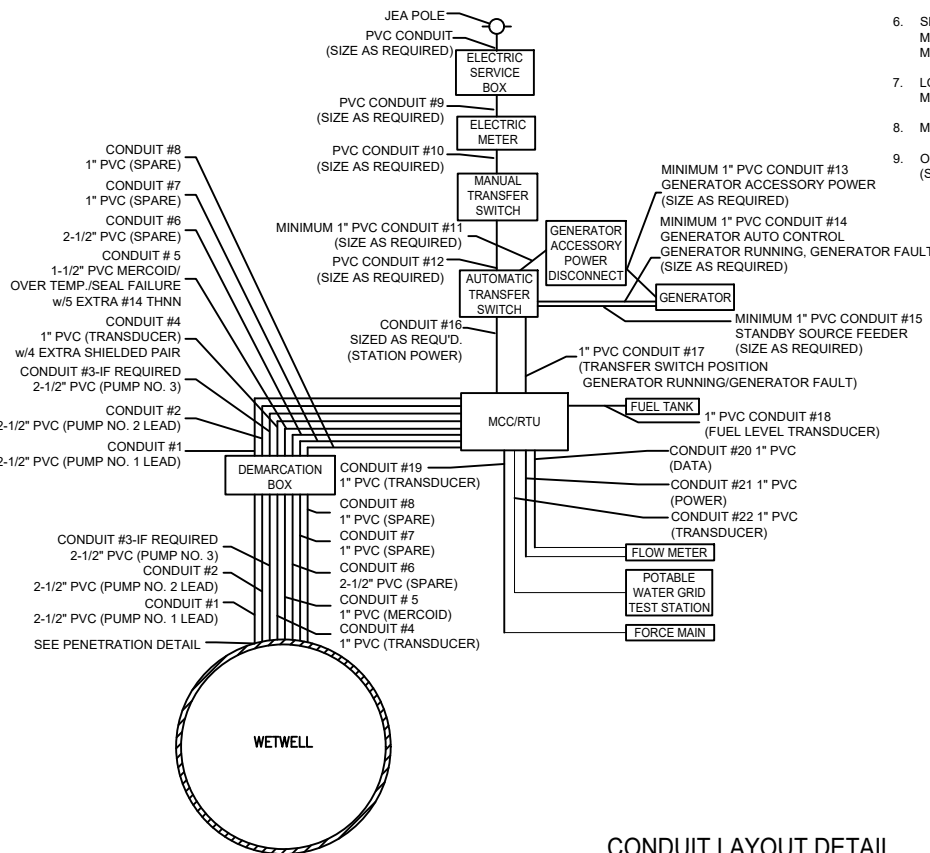 JEA POLE
PVC CONDUIT
(SIZE AS REQUIRED)
ELECTRIC
SERVICE
BOX
PVC CONDUIT #9
(SIZE AS REQUIRED)
ELECTRIC
METER
PVC CONDUIT #10
(SIZE AS REQUIRED)
MANUAL
TRANSFER
SWITCH
MINIMUM 1" PVC CONDUIT #11
(SIZE AS REQUIRED)
PVC CONDUIT #12
(SIZE AS REQUIRED)
GENERATOR
ACCESSORY
POWER
DISCONNECT
AUTOMATIC
TRANSFER
SWITCH
MINIMUM 1" PVC CONDUIT #13
GENERATOR ACCESSORY POWER
(SIZE AS REQUIRED)
MINIMUM 1" PVC CONDUIT #14
GENERATOR AUTO CONTROL
GENERATOR RUNNING, GENERATOR FAULT
(SIZE AS REQUIRED)
GENERATOR
MINIMUM 1" PVC CONDUIT #15
STANDBY SOURCE FEEDER
(SIZE AS REQUIRED)
CONDUIT #16
SIZED AS REQU'D.
(STATION POWER)
1" PVC CONDUIT #17
(TRANSFER SWITCH POSITION
GENERATOR RUNNING/GENERATOR FAULT)
CONDUIT #8
1" PVC (SPARE)
CONDUIT #7
1" PVC (SPARE)
CONDUIT #6
2-1/2" PVC (SPARE)
CONDUIT # 5
1-1/2" PVC MERCOID/
OVER TEMP./SEAL FAILURE
w/5 EXTRA #14 THNN
CONDUIT #4
1" PVC (TRANSDUCER)
w/4 EXTRA SHIELDED PAIR
CONDUIT #3-IF REQUIRED
2-1/2" PVC (PUMP NO. 3)
CONDUIT #2
2-1/2" PVC (PUMP NO. 2 LEAD)
CONDUIT #1
2-1/2" PVC (PUMP NO. 1 LEAD)
MCC/RTU
FUEL TANK
1" PVC CONDUIT #18
(FUEL LEVEL TRANSDUCER)
DEMARCATION
BOX
CONDUIT #19
1" PVC (TRANSDUCER)
CONDUIT #20 1" PVC
(DATA)
CONDUIT #21 1" PVC
(POWER)
CONDUIT #22 1" PVC
(TRANSDUCER)
CONDUIT #8
1" PVC (SPARE)
CONDUIT #7
1" PVC (SPARE)
CONDUIT #6
2-1/2" PVC (SPARE)
CONDUIT # 5
1" PVC (MERCOID)
CONDUIT #4
1" PVC (TRANSDUCER)
CONDUIT #3-IF REQUIRED
2-1/2" PVC (PUMP NO. 3)
CONDUIT #2
2-1/2" PVC (PUMP NO. 2 LEAD)
CONDUIT #1
2-1/2" PVC (PUMP NO. 1 LEAD)
SEE PENETRATION DETAIL
FLOW METER
POTABLE
WATER GRID
TEST STATION
FORCE MAIN
WETWELL
CONDUIT LAYOUT DETAIL
6.
7.
8.
9.